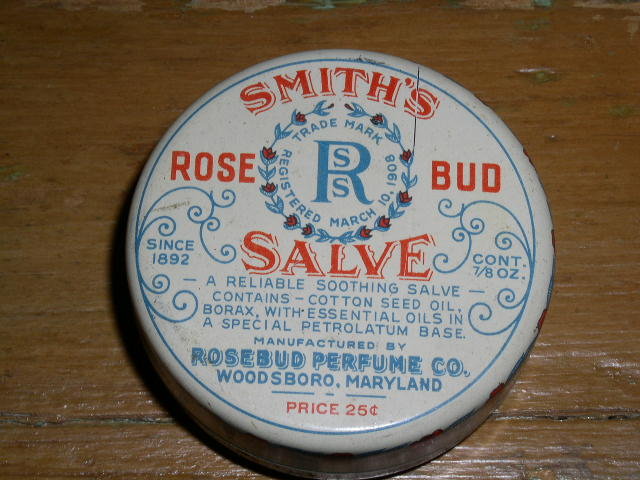 SMITH'S
TRADE MARK
REGISTERED MARCH 10, 1908
RSS
ROSE BUD
SALVE
SINCE
1892
CONT.
7/8 OZ.
— A RELIABLE SOOTHING SALVE —
CONTAINS - COTTON SEED OIL,
BORAX, WITH ESSENTIAL OILS IN
A SPECIAL PETROLATUM BASE.
MANUFACTURED BY
ROSEBUD PERFUME CO.
WOODSBORO, MARYLAND
PRICE 25¢